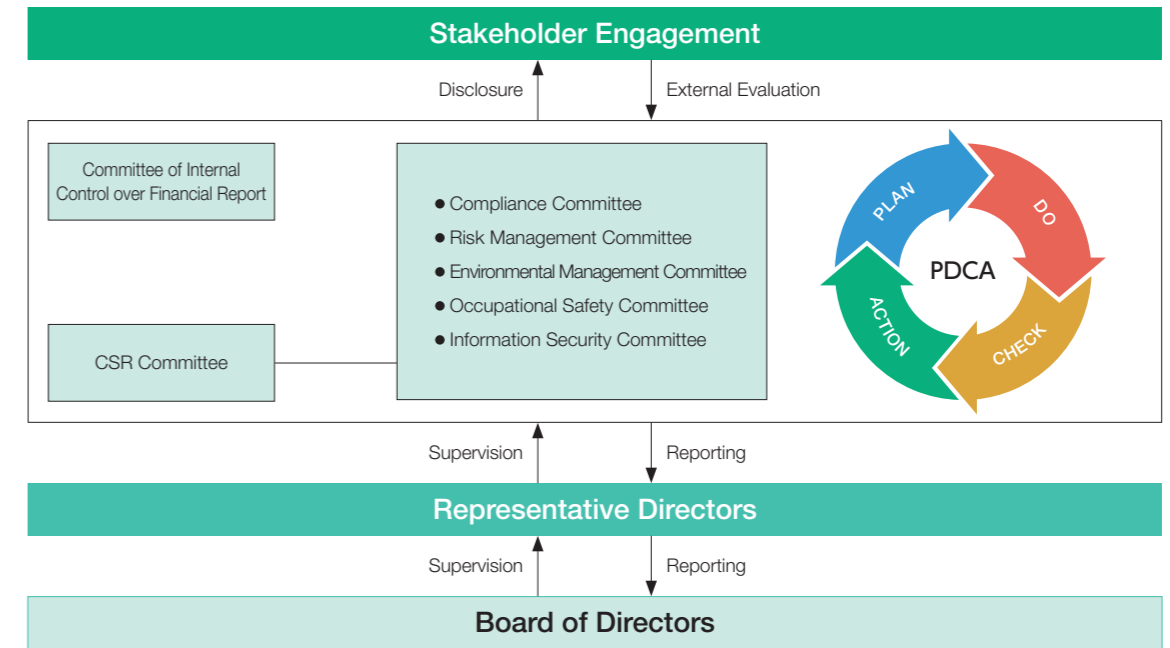 Stakeholder Engagement
Disclosure
External Evaluation
Committee of Internal
Control over Financial Report
CSR Committee
● Compliance Committee
● Risk Management Committee
● Environmental Management Committee
● Occupational Safety Committee
● Information Security Committee
PLAN
DO
PDCA
ACTION
CHECK
Supervision
Reporting
Representative Directors
Supervision
Reporting
Board of Directors